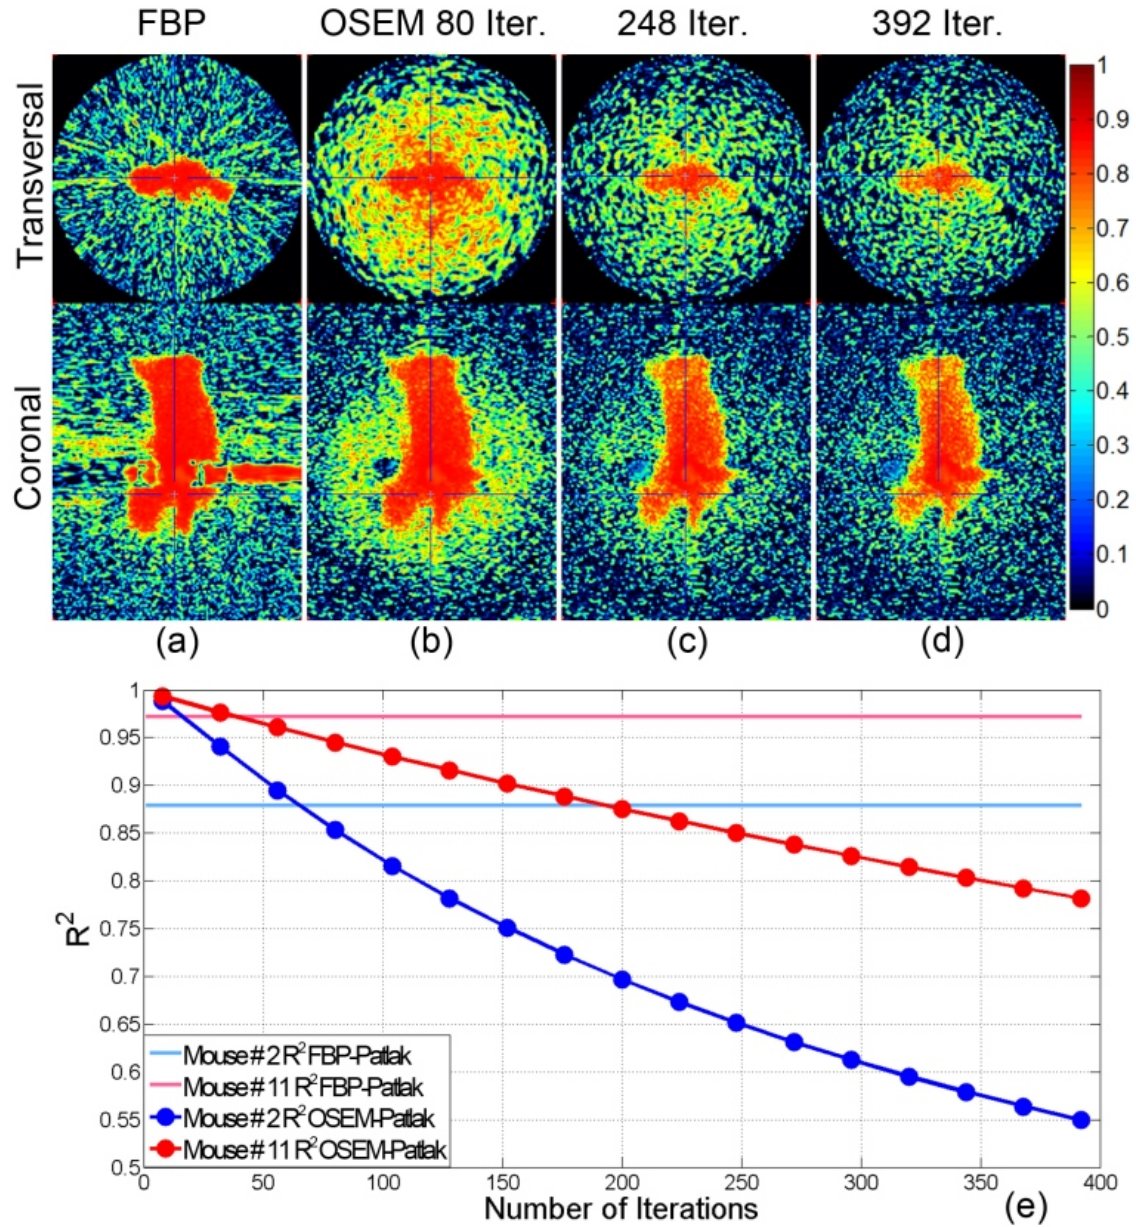 FBP OSEM 80 Iter. 248 Iter. 392 Iter.
Transversal
Coronal
1
0.9
0.8
0.7
0.6
0.5
0.4
0.3
0.2
0.1
0
(a) (b) (c) (d)
1
0.95
0.9
0.85
0.8
0.75
0.7
0.65
0.6
0.55
0.5
R²
Mouse # 2 R² FBP-Patlak
Mouse # 11 R² FBP-Patlak
Mouse # 2 R² OSEM-Patlak
Mouse # 11 R² OSEM-Patlak
0 50 100 150 200 250 300 350 400
Number of Iterations (e)